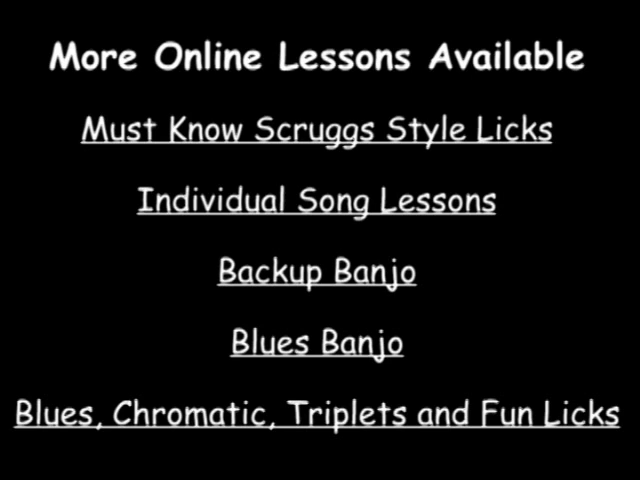 More Online Lessons Available
Must Know Scruggs Style Licks
Individual Song Lessons
Backup Banjo
Blues Banjo
Blues, Chromatic, Triplets and Fun Licks